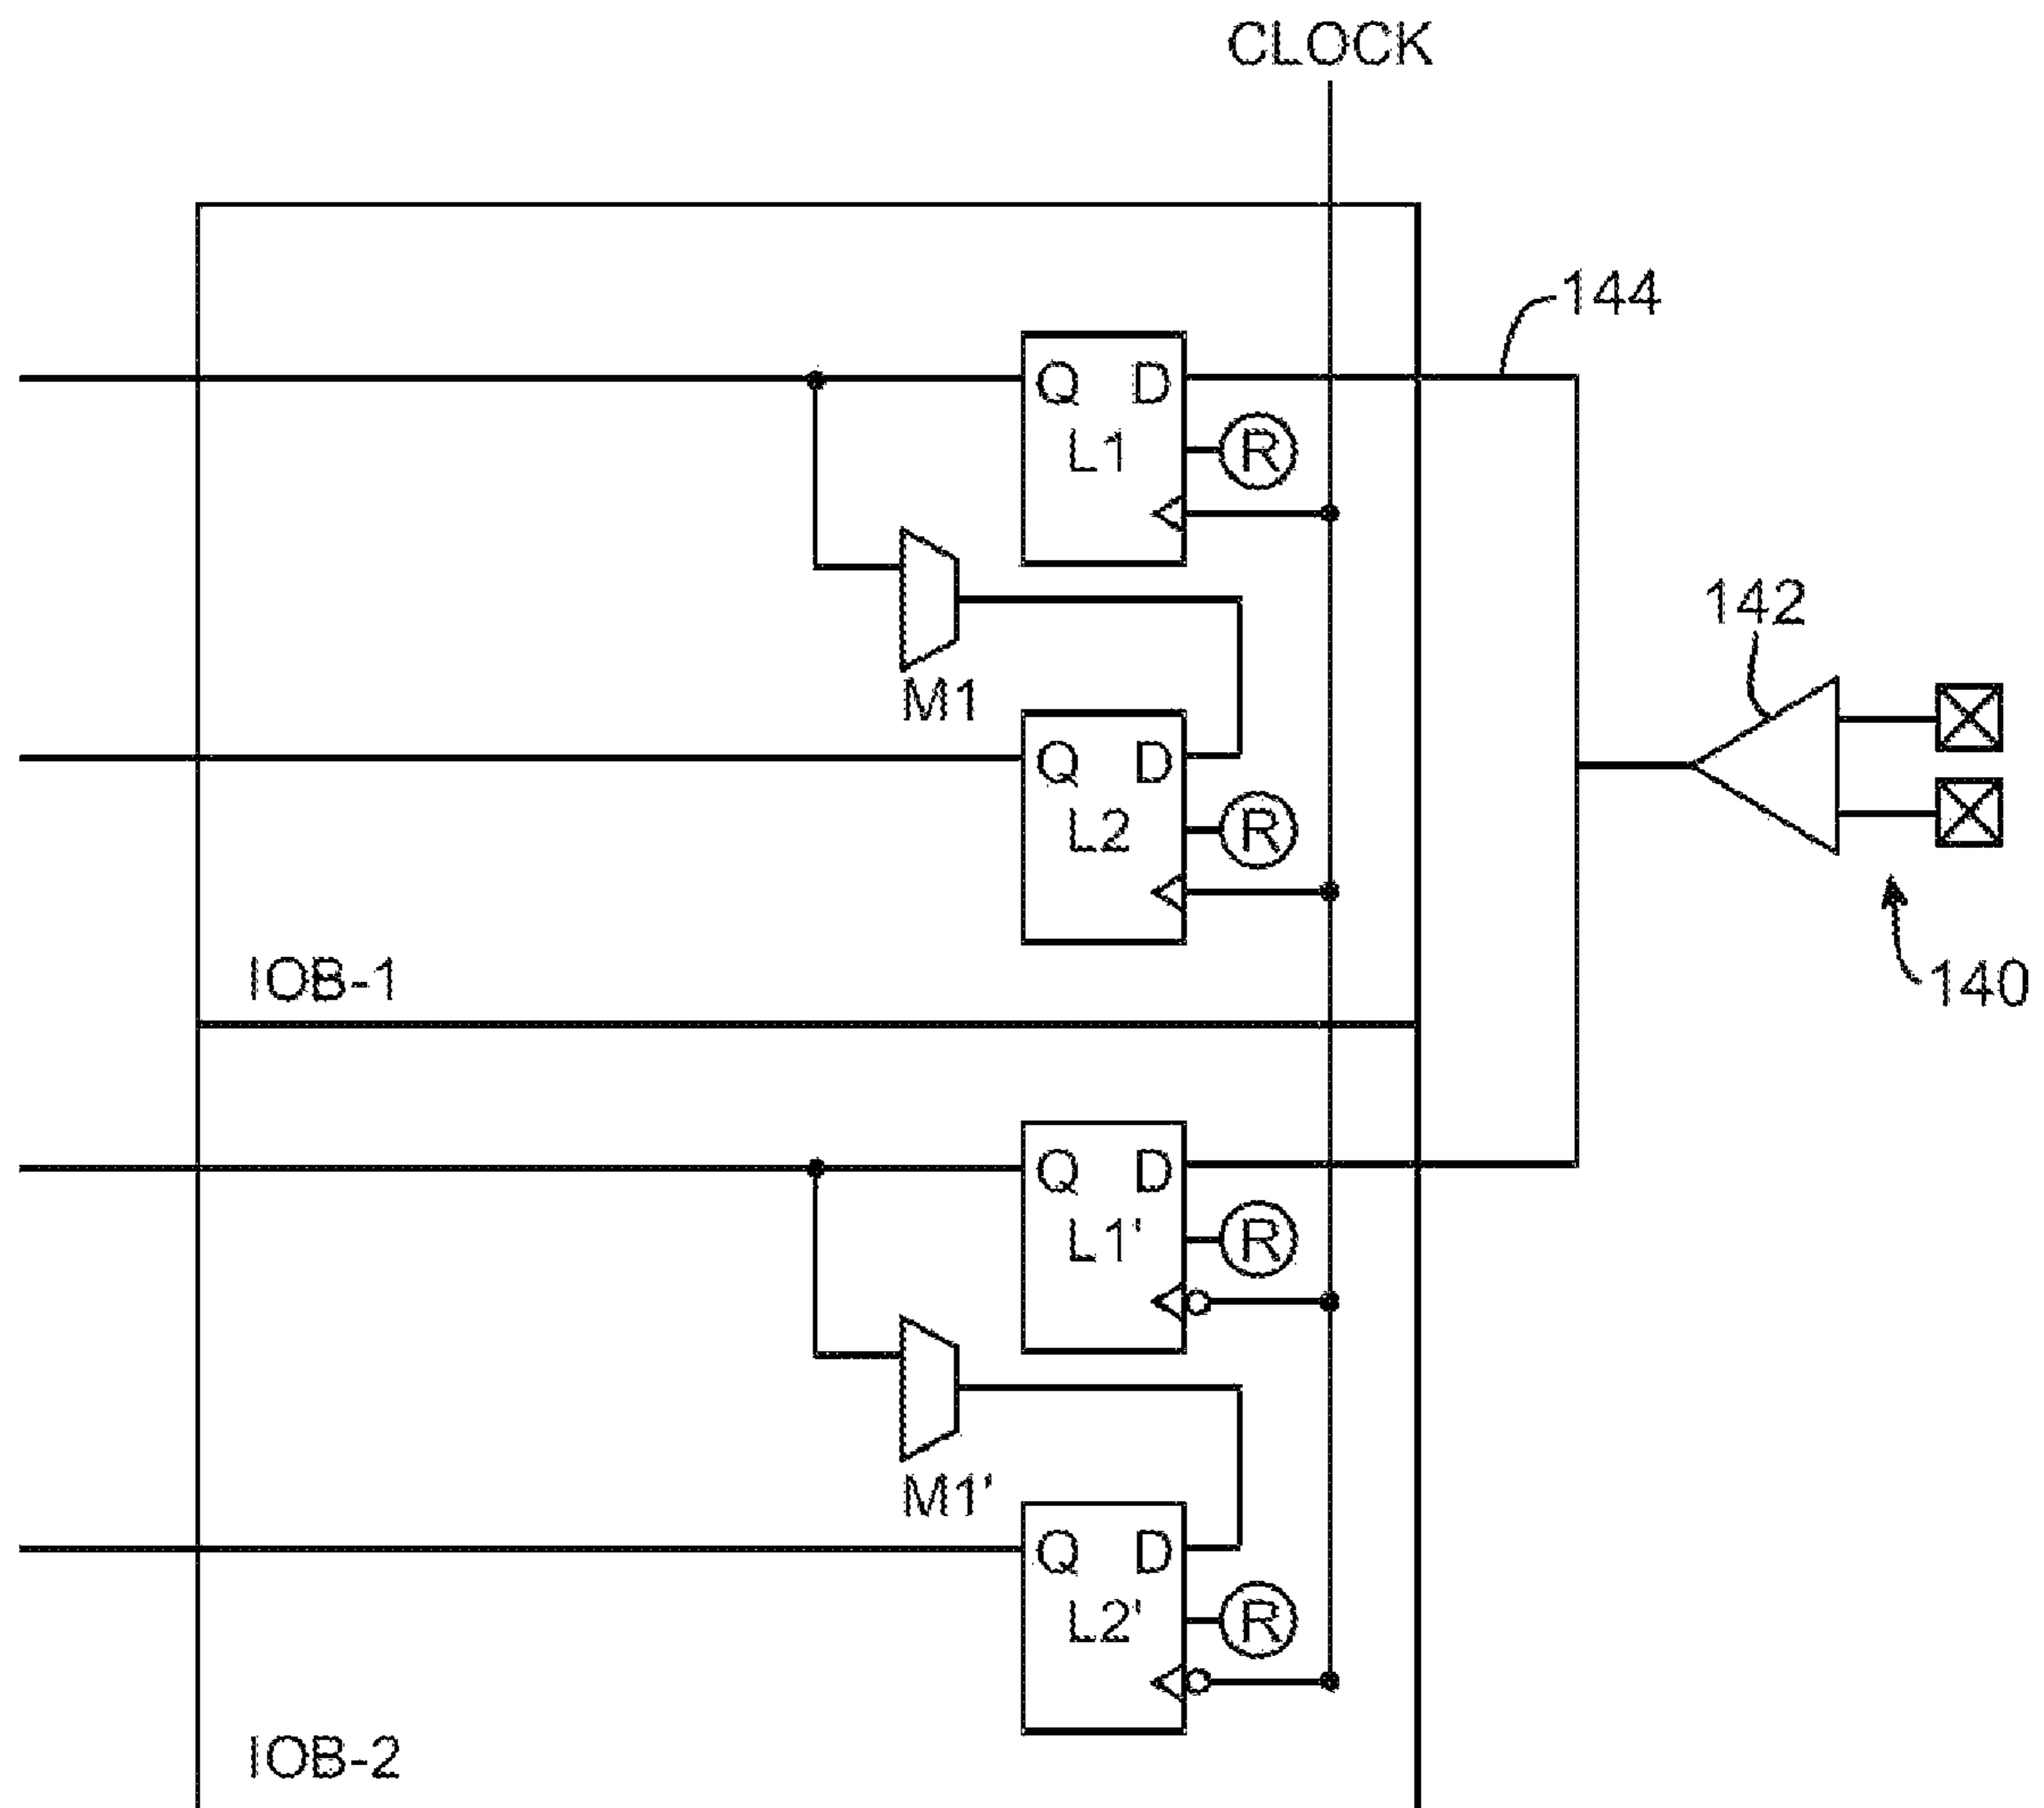 CLOCK
144
Q D
L1
R
142
M1
Q D
L2
R
140
IOB-1
Q D
L1'
R
M1'
Q D
L2'
R
IOB-2